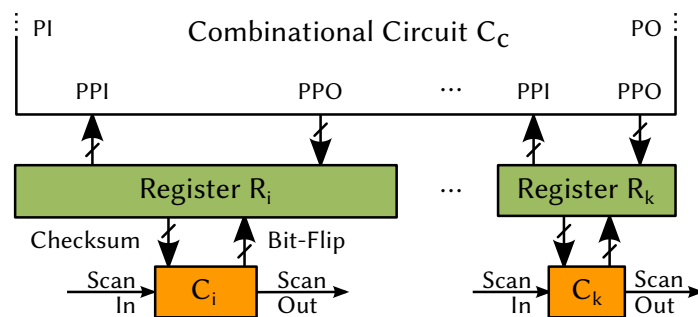 PI Combinational Circuit C_C PO
PPI PPO ... PPI PPO
Register R_i ... Register R_k
Checksum Bit-Flip
Scan In C_i Scan Out Scan In C_k Scan Out